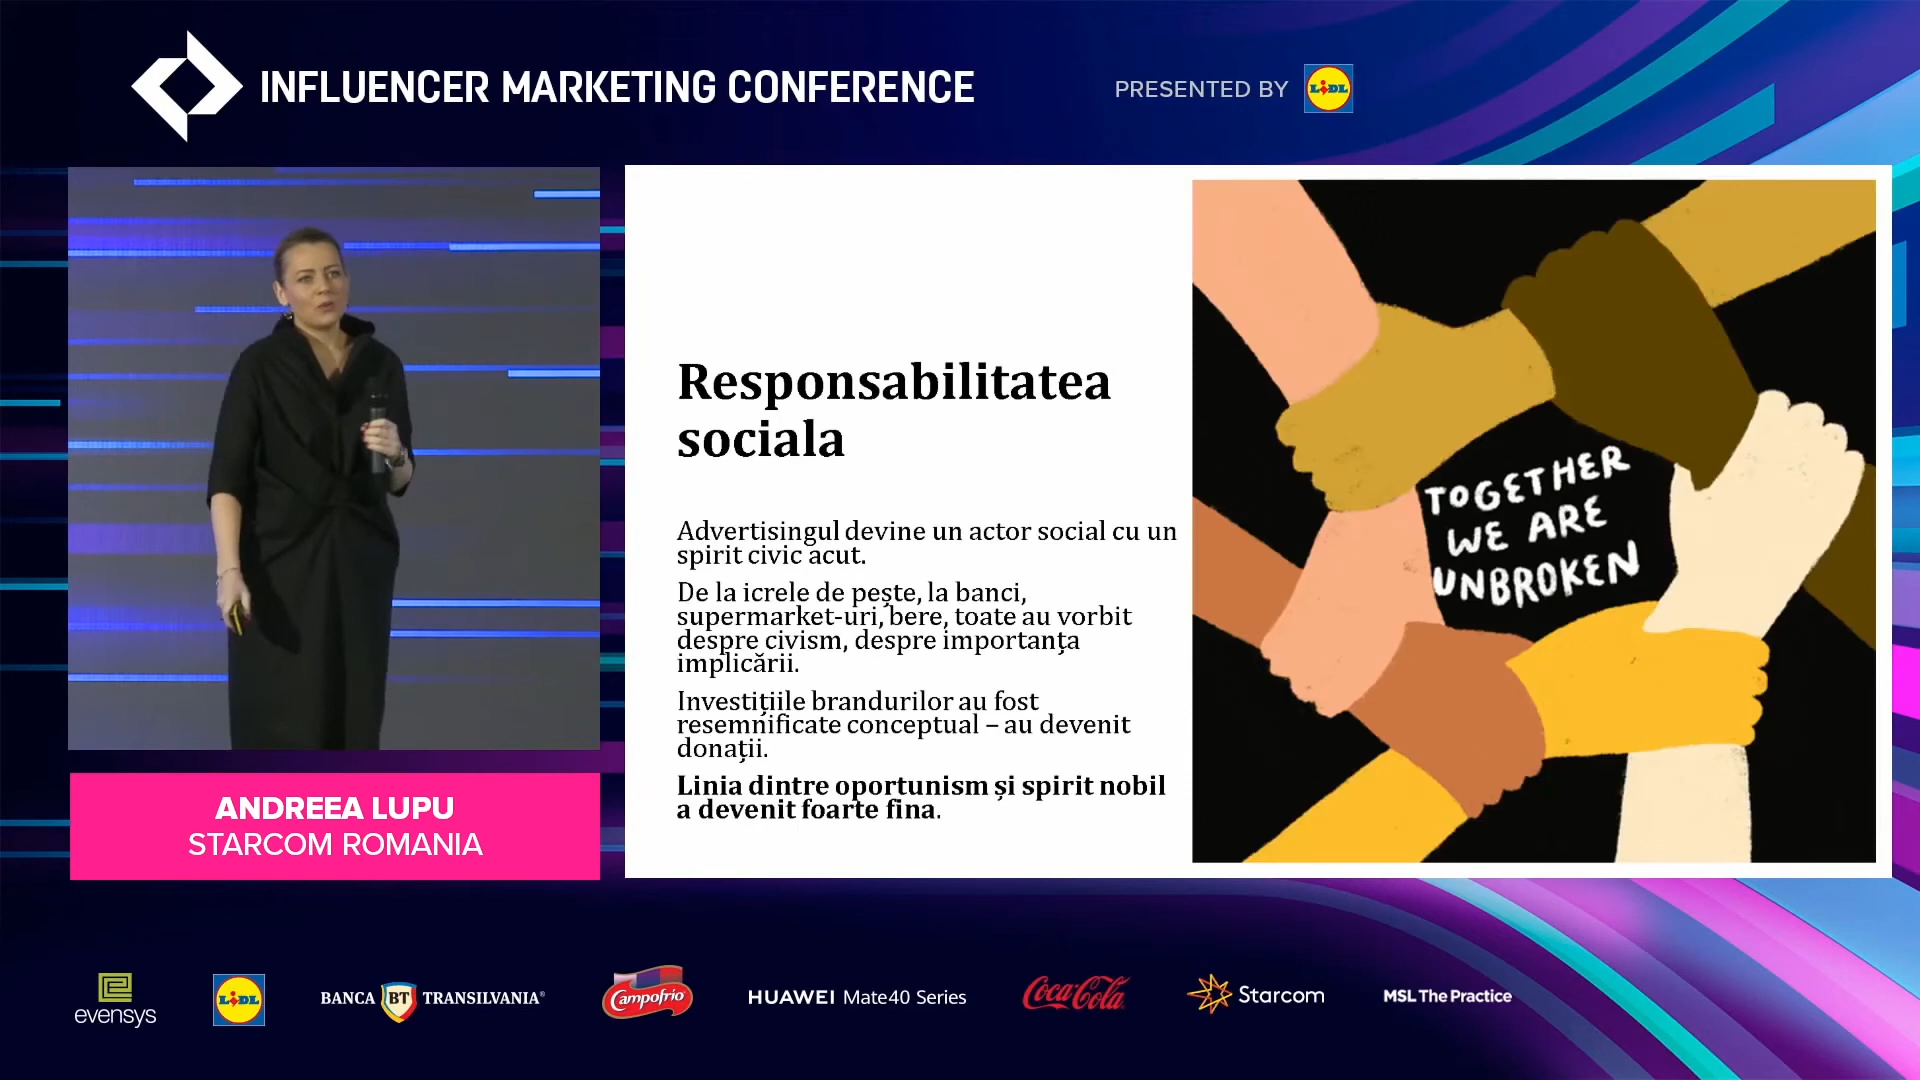 INFLUENCER MARKETING CONFERENCE
PRESENTED BY
LIDL
Responsabilitatea
sociala
Advertisingul devine un actor social cu un
spirit civic acut.
De la icrele de pește, la banci,
supermarket-uri, bere, toate au vorbit
despre civism, despre importanța
implicării.
Investițiile brandurilor au fost
resemnificate conceptual – au devenit
donații.
Linia dintre oportunism și spirit nobil
a devenit foarte fina.
TOGETHER
WE ARE
UNBROKEN
ANDREEA LUPU
STARCOM ROMANIA
evensys
LIDL
BANCA BT TRANSILVANIA®
Campofrio
HUAWEI Mate40 Series
Coca-Cola
Starcom
MSL The Practice